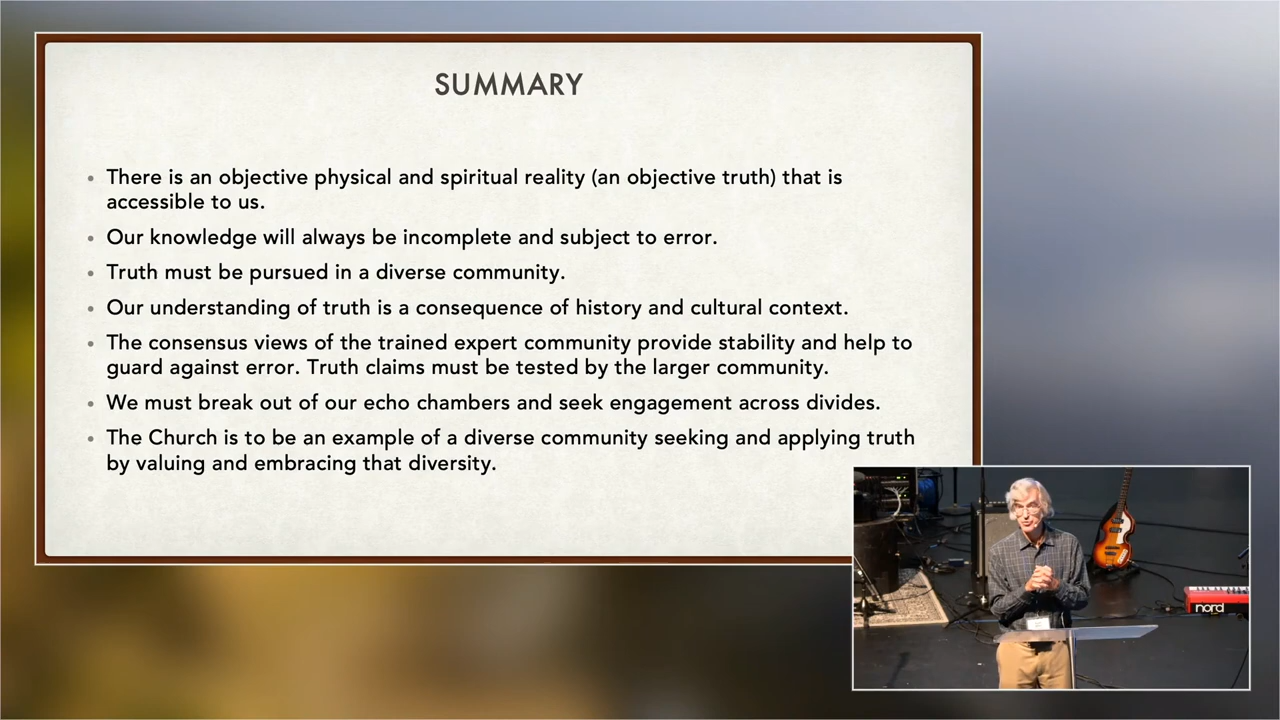 SUMMARY
There is an objective physical and spiritual reality (an objective truth) that is
accessible to us.
Our knowledge will always be incomplete and subject to error.
Truth must be pursued in a diverse community.
Our understanding of truth is a consequence of history and cultural context.
The consensus views of the trained expert community provide stability and help to
guard against error. Truth claims must be tested by the larger community.
We must break out of our echo chambers and seek engagement across divides.
The Church is to be an example of a diverse community seeking and applying truth
by valuing and embracing that diversity.
nord